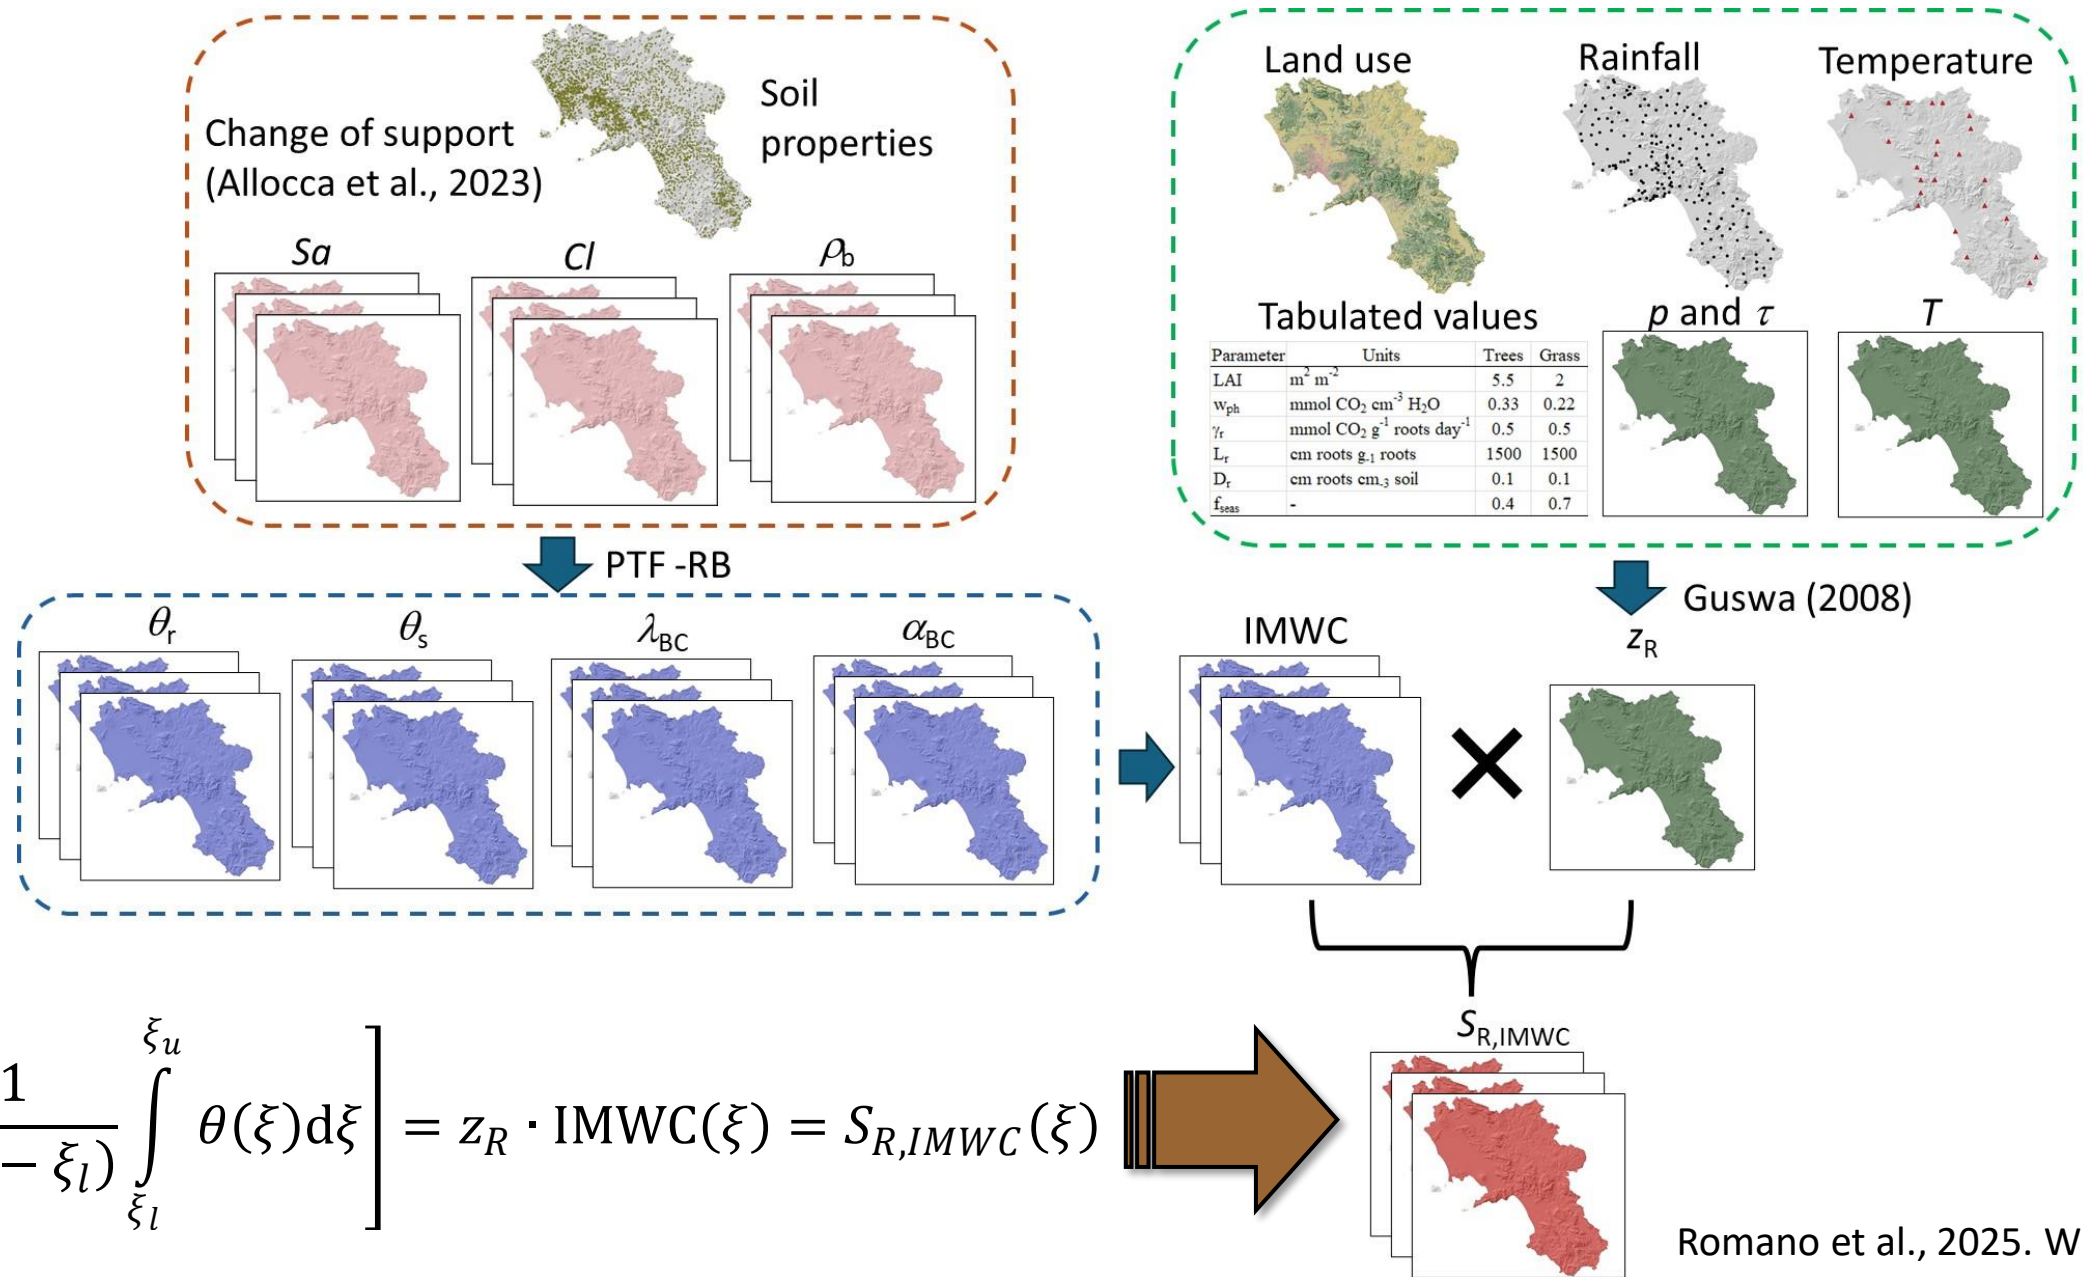 Change of support
(Allocca et al., 2023)
Soil
properties
Sa
Cl
ρb
Land use
Rainfall
Temperature
Tabulated values
p and τ
T
Parameter Units Trees Grass
LAI m² m⁻² 5.5 2
wph mmol CO₂ cm⁻³ H₂O 0.33 0.22
γr mmol CO₂ g⁻¹ roots day⁻¹ 0.5 0.5
Lr cm roots g-1 roots 1500 1500
Dr cm roots cm-3 soil 0.1 0.1
fseas - 0.4 0.7
PTF -RB
Guswa (2008)
θr
θs
λBC
αBC
IMWC
zR
×
1
− ξl)
∫
ξu
ξl
θ(ξ)dξ] = zR · IMWC(ξ) = SR,IMWC(ξ)
SR,IMWC
Romano et al., 2025. W